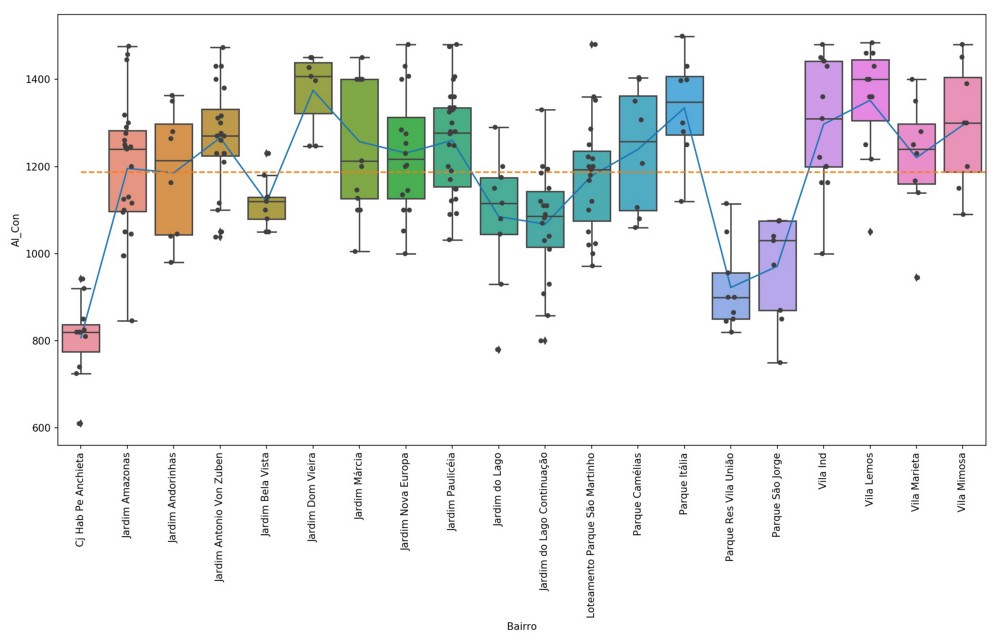 1400
1200
1000
800
600
AI_Con
Cj Hab Pe Anchieta
Jardim Amazonas
Jardim Andorinhas
Jardim Antonio Von Zuben
Jardim Bela Vista
Jardim Dom Vieira
Jardim Márcia
Jardim Nova Europa
Jardim Paulicéia
Jardim do Lago
Jardim do Lago Continuação
Loteamento Parque São Martinho
Parque Camélias
Parque Itália
Parque Res Vila União
Parque São Jorge
Vila Ind
Vila Lemos
Vila Marieta
Vila Mimosa
Bairro